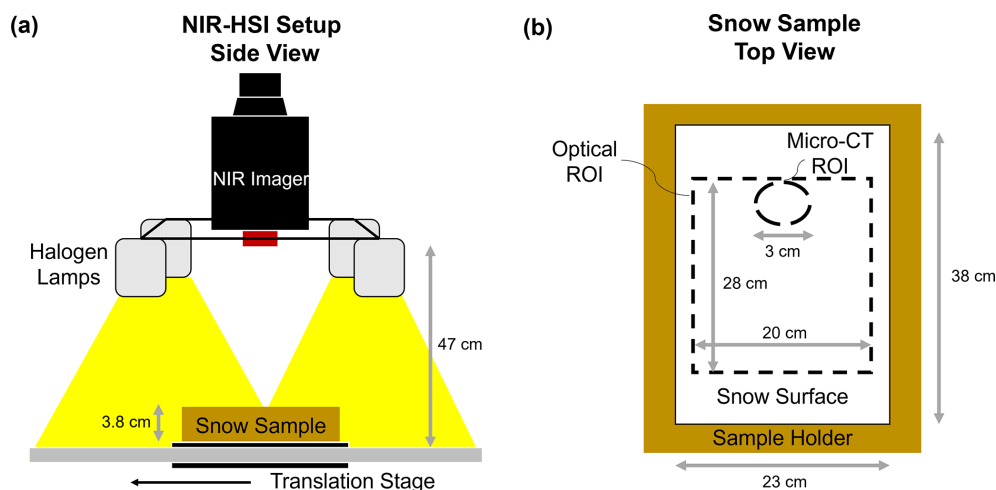 (a)
NIR-HSI Setup
Side View
NIR Imager
Halogen
Lamps
47 cm
3.8 cm
Snow Sample
Translation Stage
(b)
Snow Sample
Top View
Optical
ROI
Micro-CT
ROI
3 cm
28 cm
38 cm
20 cm
Snow Surface
Sample Holder
23 cm